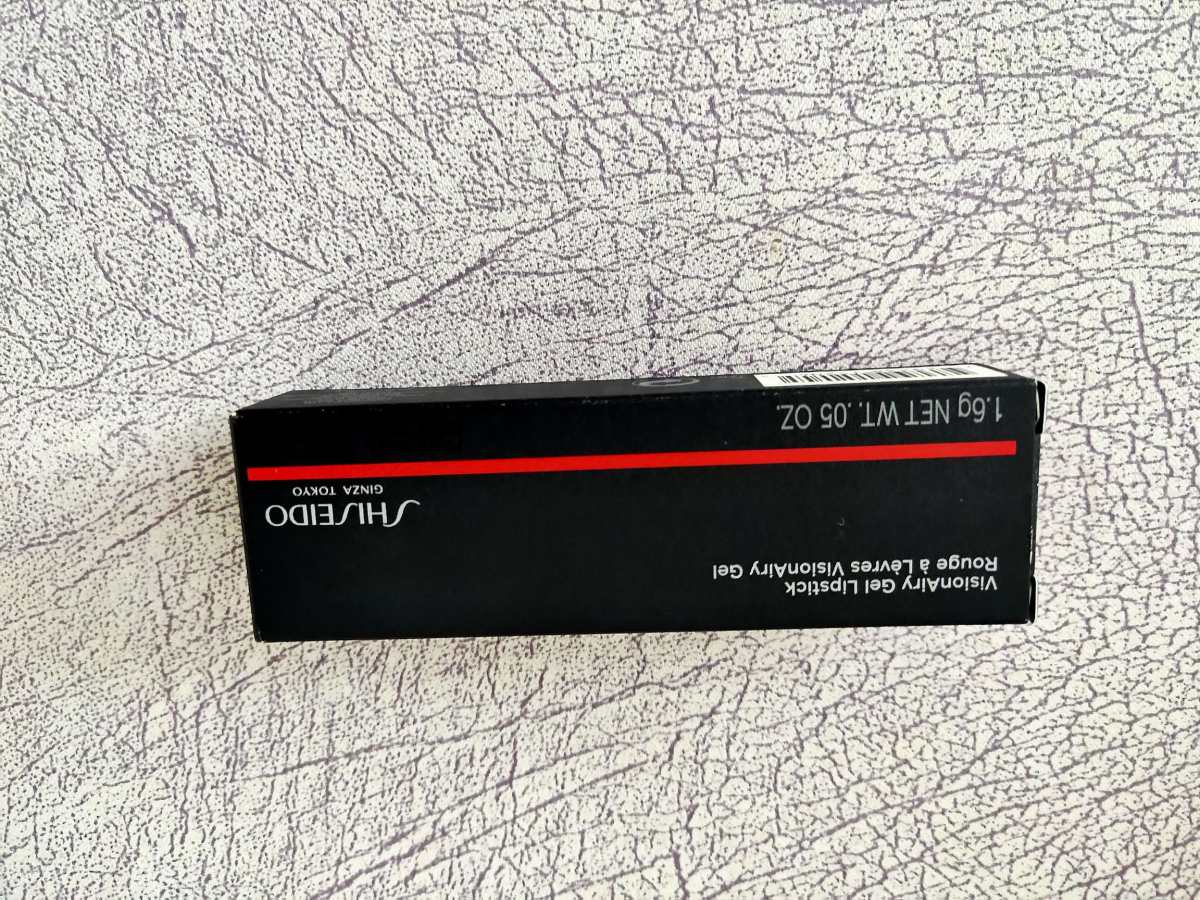 VisionAiry Gel Lipstick
Rouge à Lèvres VisionAiry Gel
SHISEIDO
GINZA TOKYO
1.6g NET WT. .05 OZ.